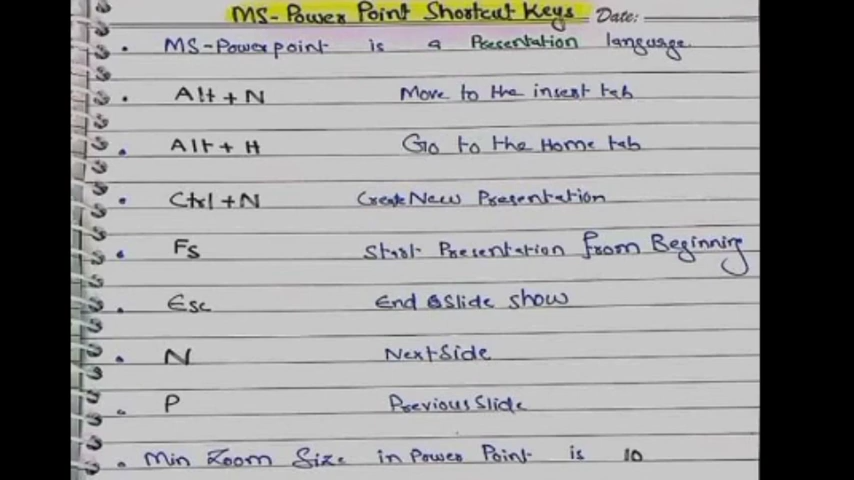 MS-Power Point Shortcut Keys Date:
• MS-Powerpoint is a Presentation language.
• Alt + N Move to the insert tab
• Alt + H Go to the Home tab
• Ctrl + N Create New Presentation
• F5 Start Presentation from Beginning
• Esc End Slide show
• N Next Side
• P Previous Slide
• Min Zoom Size in Power Point is 10